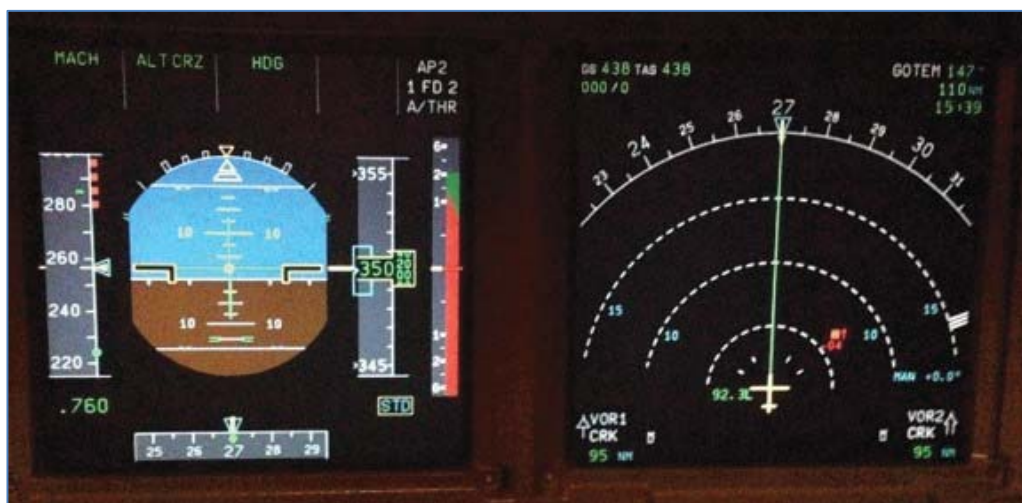 MACH ALT CRZ HDG
AP2
1 FD 2
A/THR
280
260
240
220
.760
10 10
10 10
355
350
345
STD
6
2
1
1
2
6
25 26 27 28 29
GS 438 TAS 438
000/0
GOTEM 147°
110 NM
15:39
23 24 25 26 27 28 29 30 31
15 15
10 10
-04
92.3L
MAN +0.0°
VOR1
CRK
95 NM
VOR2
CRK
95 NM